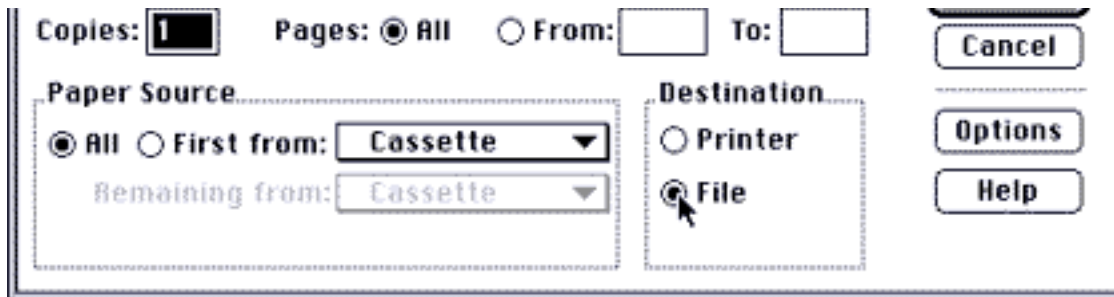 Copies: 1 Pages: All From: To:
Cancel
Paper Source
All First from: Cassette
Remaining from: Cassette
Destination
Printer
File
Options
Help